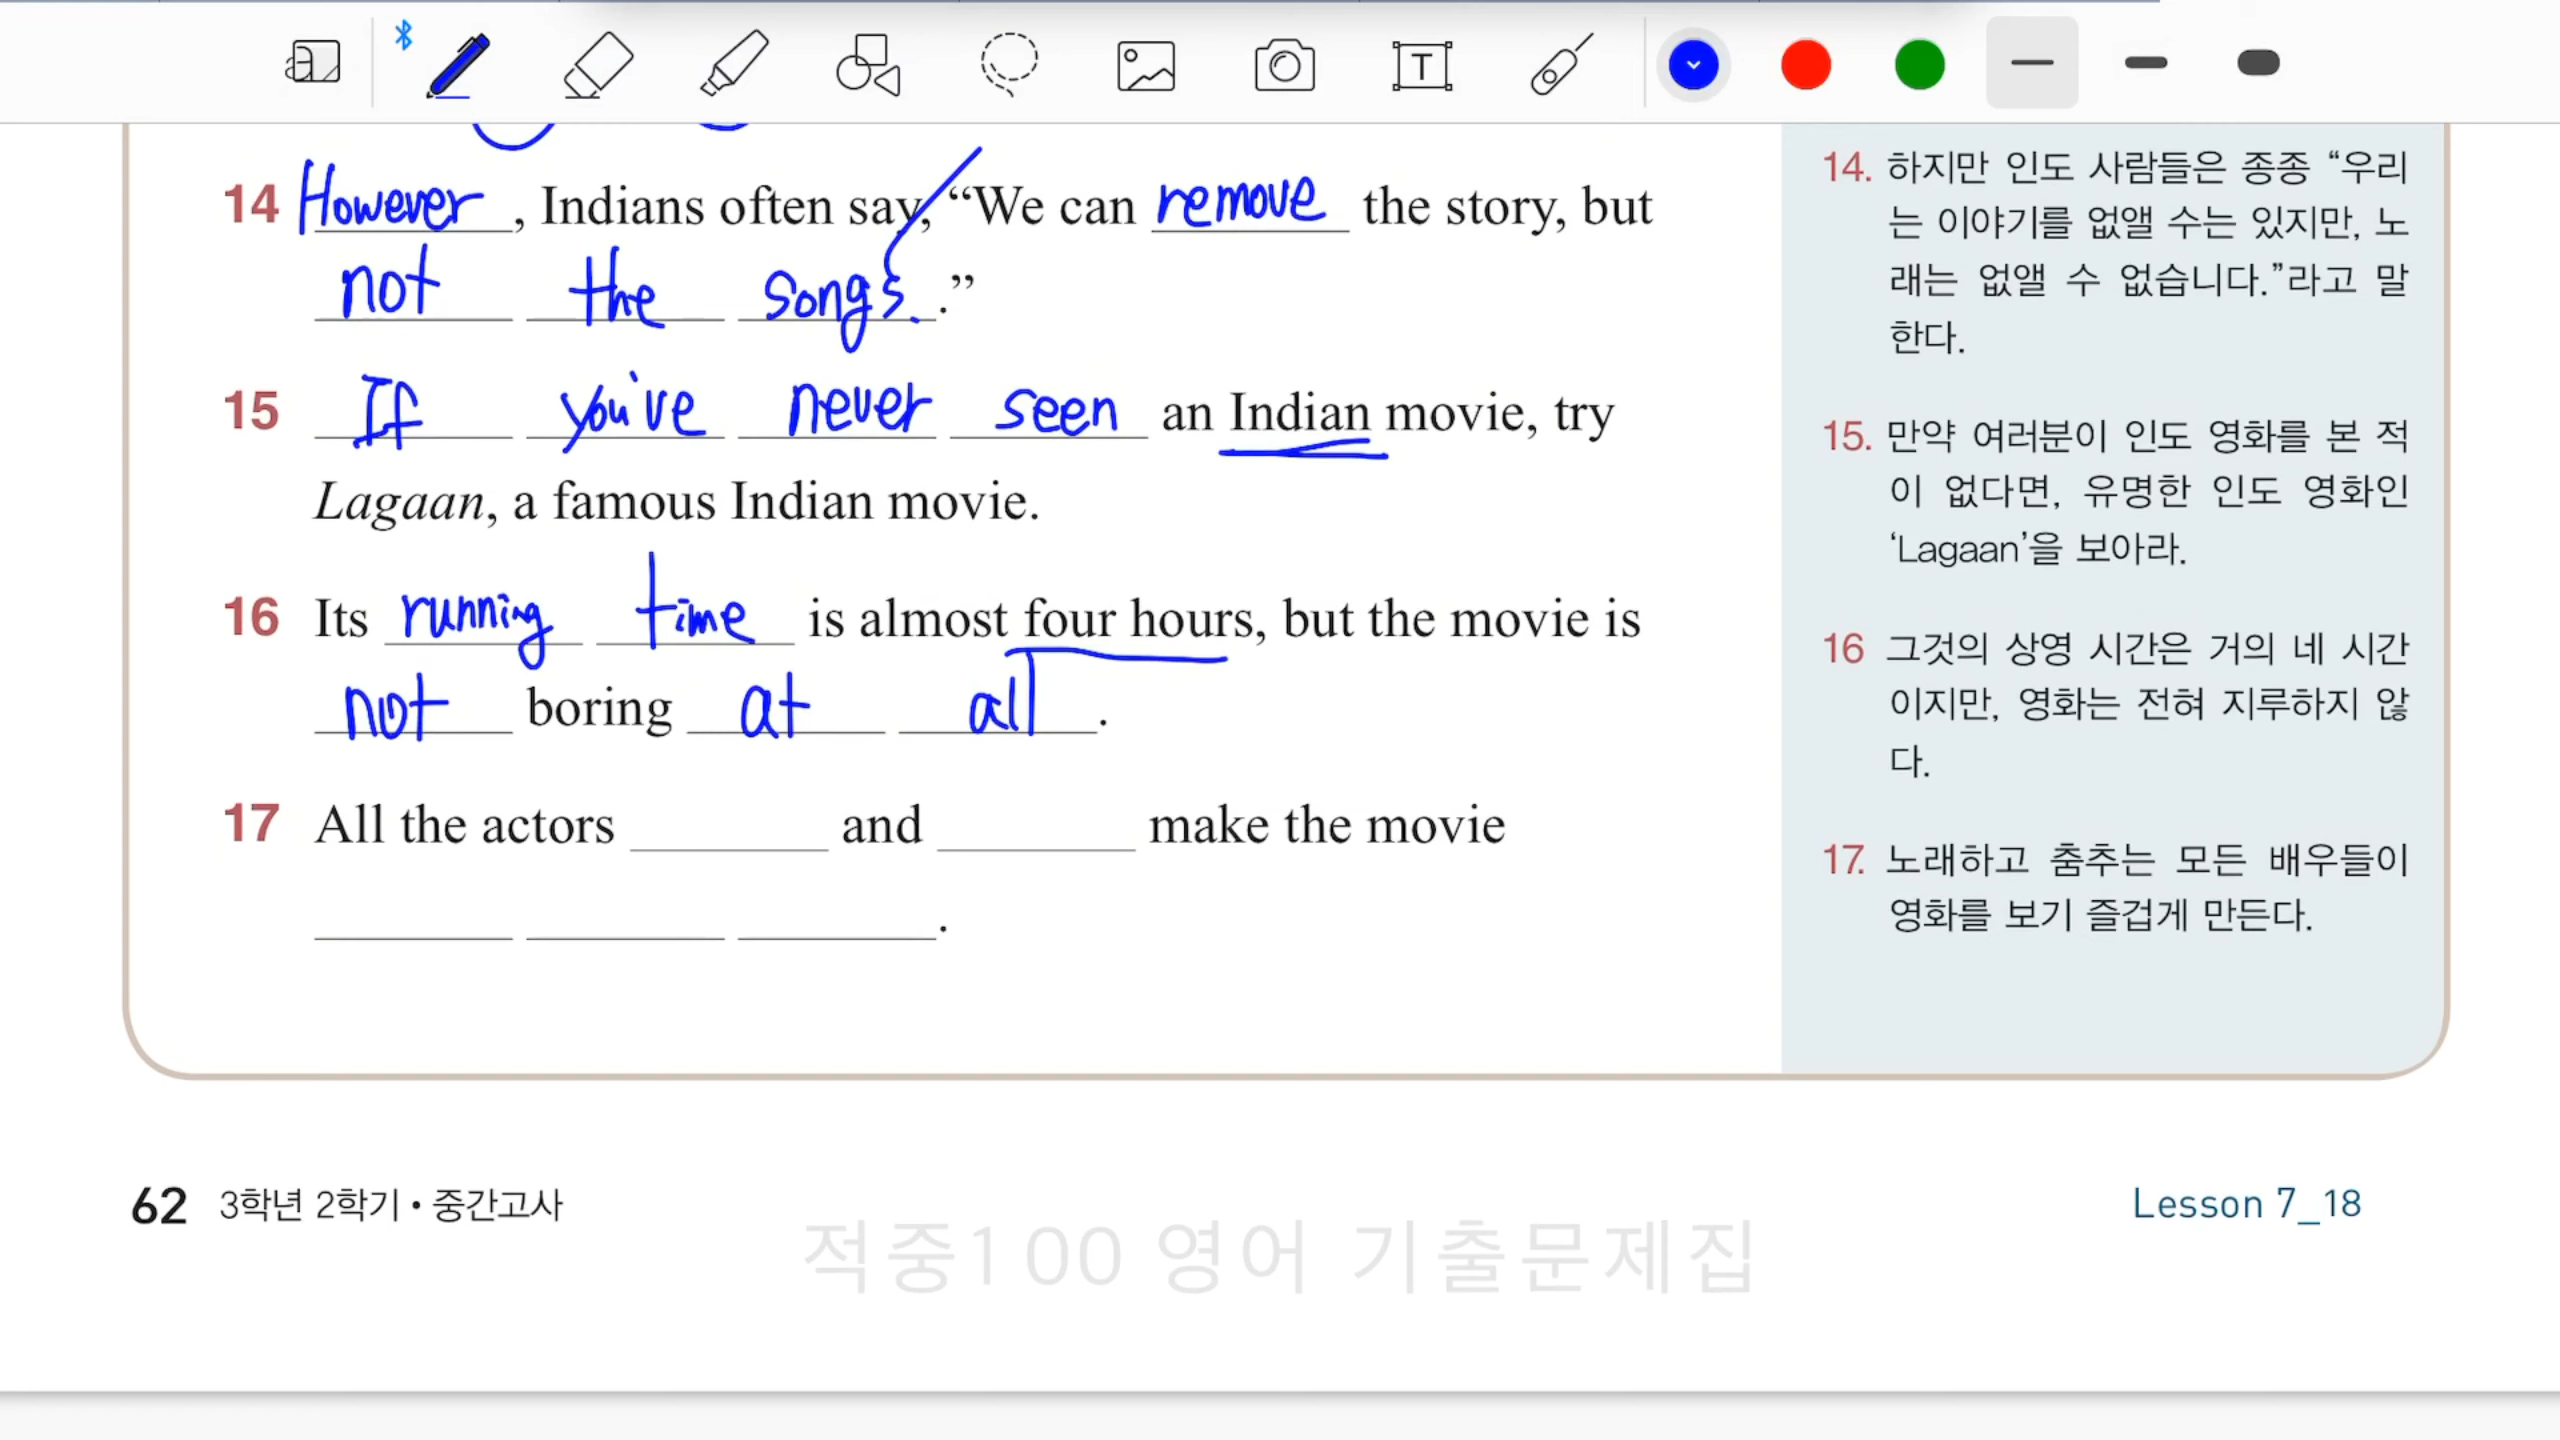 14 However, Indians often say, “We can remove the story, but
not the songs.”
15 If you've never seen an Indian movie, try
Lagaan, a famous Indian movie.
16 Its running time is almost four hours, but the movie is
not boring at all.
17 All the actors ____ and ____ make the movie
____ ____ ____.
14. 하지만 인도 사람들은 종종 “우리
는 이야기를 없앨 수는 있지만, 노
래는 없앨 수 없습니다.”라고 말
한다.
15. 만약 여러분이 인도 영화를 본 적
이 없다면, 유명한 인도 영화인
‘Lagaan’을 보아라.
16 그것의 상영 시간은 거의 네 시간
이지만, 영화는 전혀 지루하지 않
다.
17. 노래하고 춤추는 모든 배우들이
영화를 보기 즐겁게 만든다.
62 3학년 2학기 • 중간고사
Lesson 7_18
적중100 영어 기출문제집